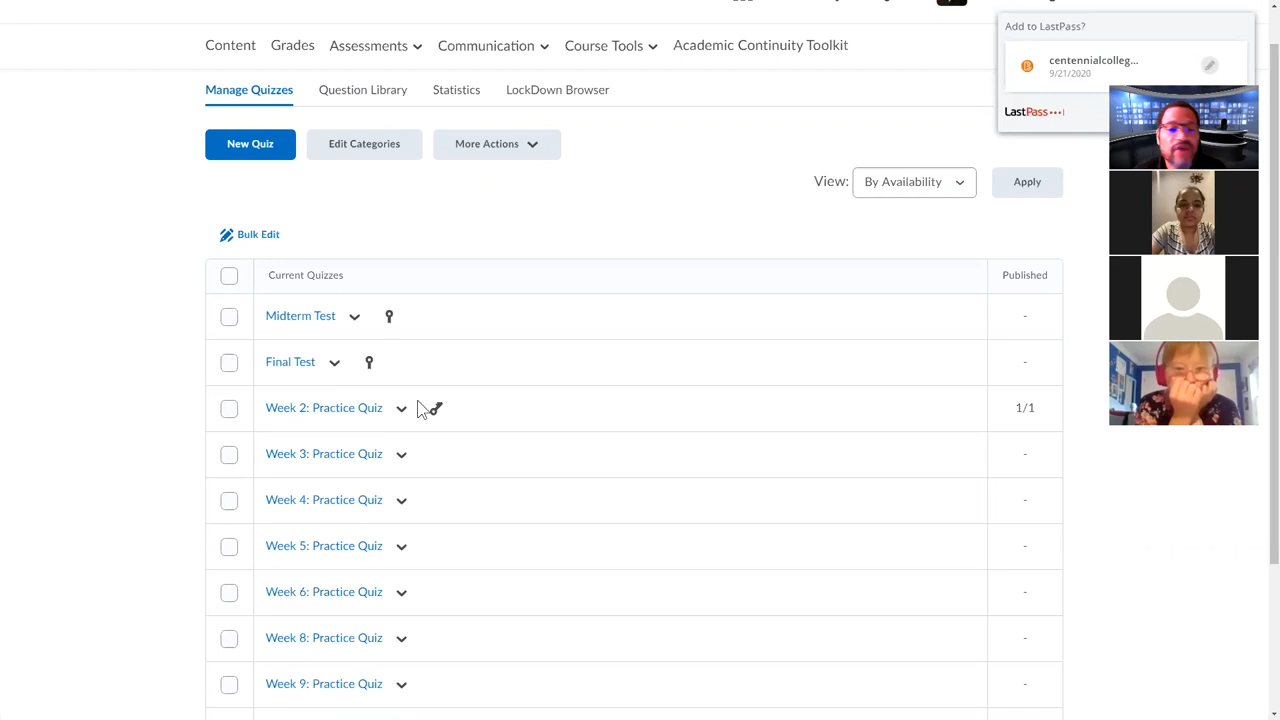 Add to LastPass?
centennialcolleg...
9/21/2020
LastPass
Content Grades Assessments Communication Course Tools Academic Continuity Toolkit
Manage Quizzes Question Library Statistics LockDown Browser
New Quiz Edit Categories More Actions
View: By Availability Apply
Bulk Edit
Current Quizzes Published
Midterm Test -
Final Test -
Week 2: Practice Quiz 1/1
Week 3: Practice Quiz -
Week 4: Practice Quiz -
Week 5: Practice Quiz -
Week 6: Practice Quiz -
Week 8: Practice Quiz -
Week 9: Practice Quiz -